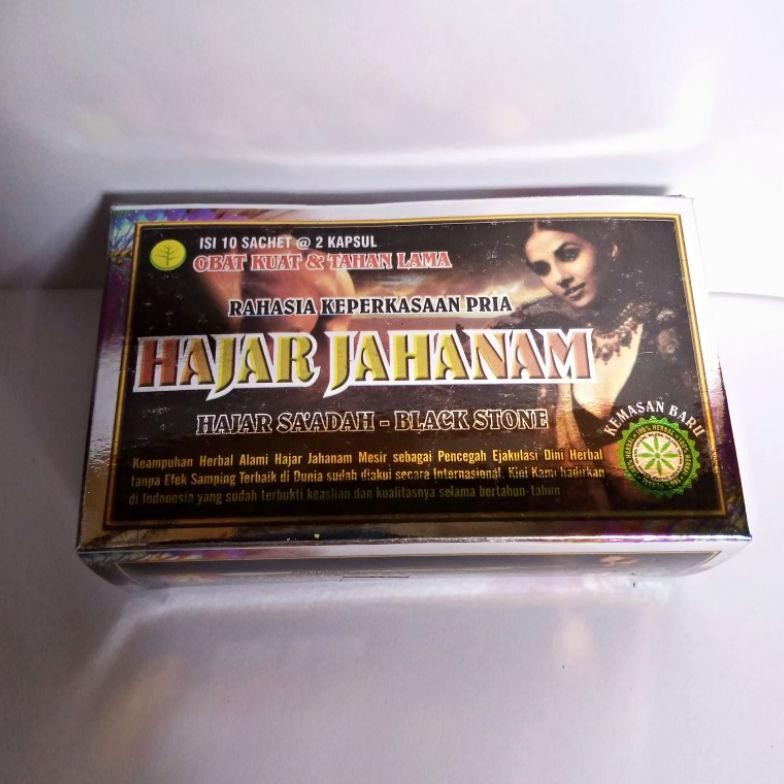 ISI 10 SACHET @ 2 KAPSUL
OBAT KUAT & TAHAN LAMA
RAHASIA KEPERKASAAN PRIA
HAJAR JAHANAM
HAJAR SA'ADAH - BLACK STONE
KEMASAN BARU
100% HERBAL
Keampuhan Herbal Alami Hajar Jahanam Mesir sebagai Pencegah Ejakulasi Dini Herbal
tanpa Efek Samping Terbaik di Dunia sudah diakui secara Internasional. Kini Kami hadirkan
di Indonesia yang sudah terbukti keaslian dan kualitasnya selama bertahun-tahun